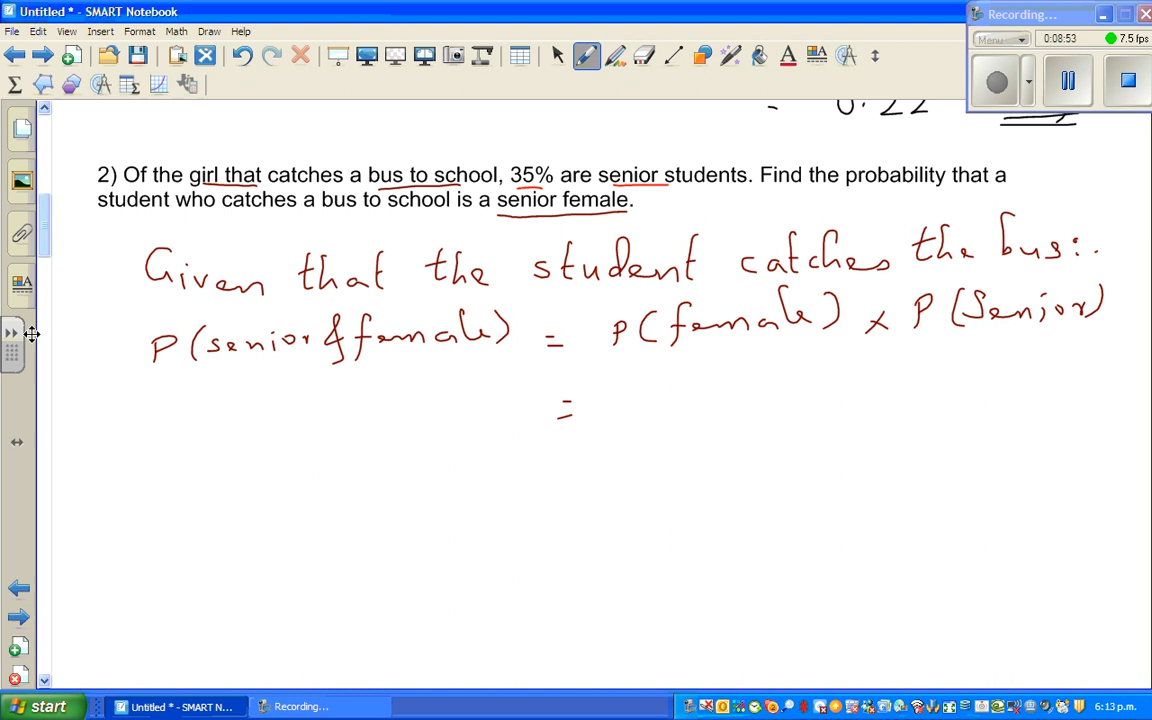 Untitled * - SMART Notebook
Recording...
File Edit View Insert Format Math Draw Help
Menu 0:08:53 7.5 fps
= 0.22
2) Of the girl that catches a bus to school, 35% are senior students. Find the probability that a
student who catches a bus to school is a senior female.
Given that the student catches the bus:.
P(senior & female) = P(female) × P(Senior)
=
start Untitled * - SMART N... Recording... 6:13 p.m.